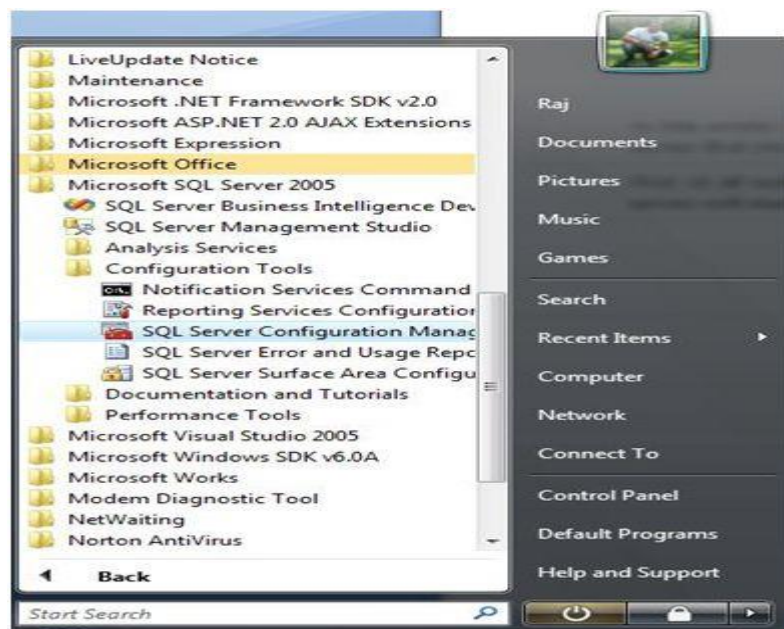 LiveUpdate Notice
Maintenance
Microsoft .NET Framework SDK v2.0
Microsoft ASP.NET 2.0 AJAX Extensions
Microsoft Expression
Microsoft Office
Microsoft SQL Server 2005
SQL Server Business Intelligence Dev
SQL Server Management Studio
Analysis Services
Configuration Tools
Notification Services Command
Reporting Services Configuration
SQL Server Configuration Manag
SQL Server Error and Usage Repo
SQL Server Surface Area Configu
Documentation and Tutorials
Performance Tools
Microsoft Visual Studio 2005
Microsoft Windows SDK v6.0A
Microsoft Works
Modem Diagnostic Tool
NetWaiting
Norton AntiVirus
Back
Start Search
Raj
Documents
Pictures
Music
Games
Search
Recent Items
Computer
Network
Connect To
Control Panel
Default Programs
Help and Support